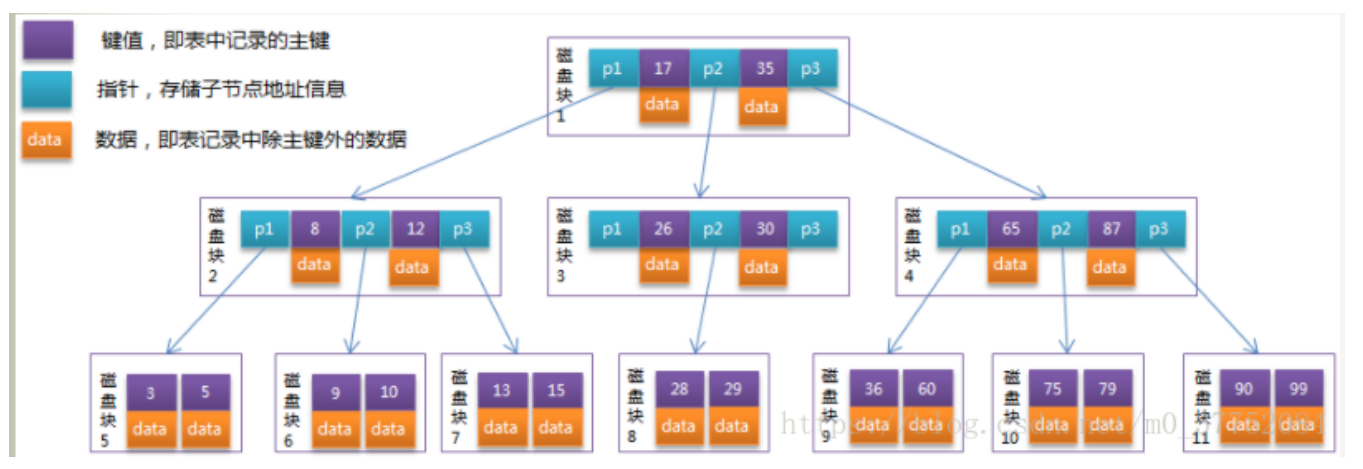 键值，即表中记录的主键
指针，存储子节点地址信息
data 数据，即表记录中除主键外的数据
磁盘块1 p1 17 p2 35 p3
data data
磁盘块2 p1 8 p2 12 p3
data data
磁盘块3 p1 26 p2 30 p3
data data
磁盘块4 p1 65 p2 87 p3
data data
磁盘块5 3 5
data data
磁盘块6 9 10
data data
磁盘块7 13 15
data data
磁盘块8 28 29
data data
磁盘块9 36 60
data data
磁盘块10 75 79
data data
磁盘块11 90 99
data data